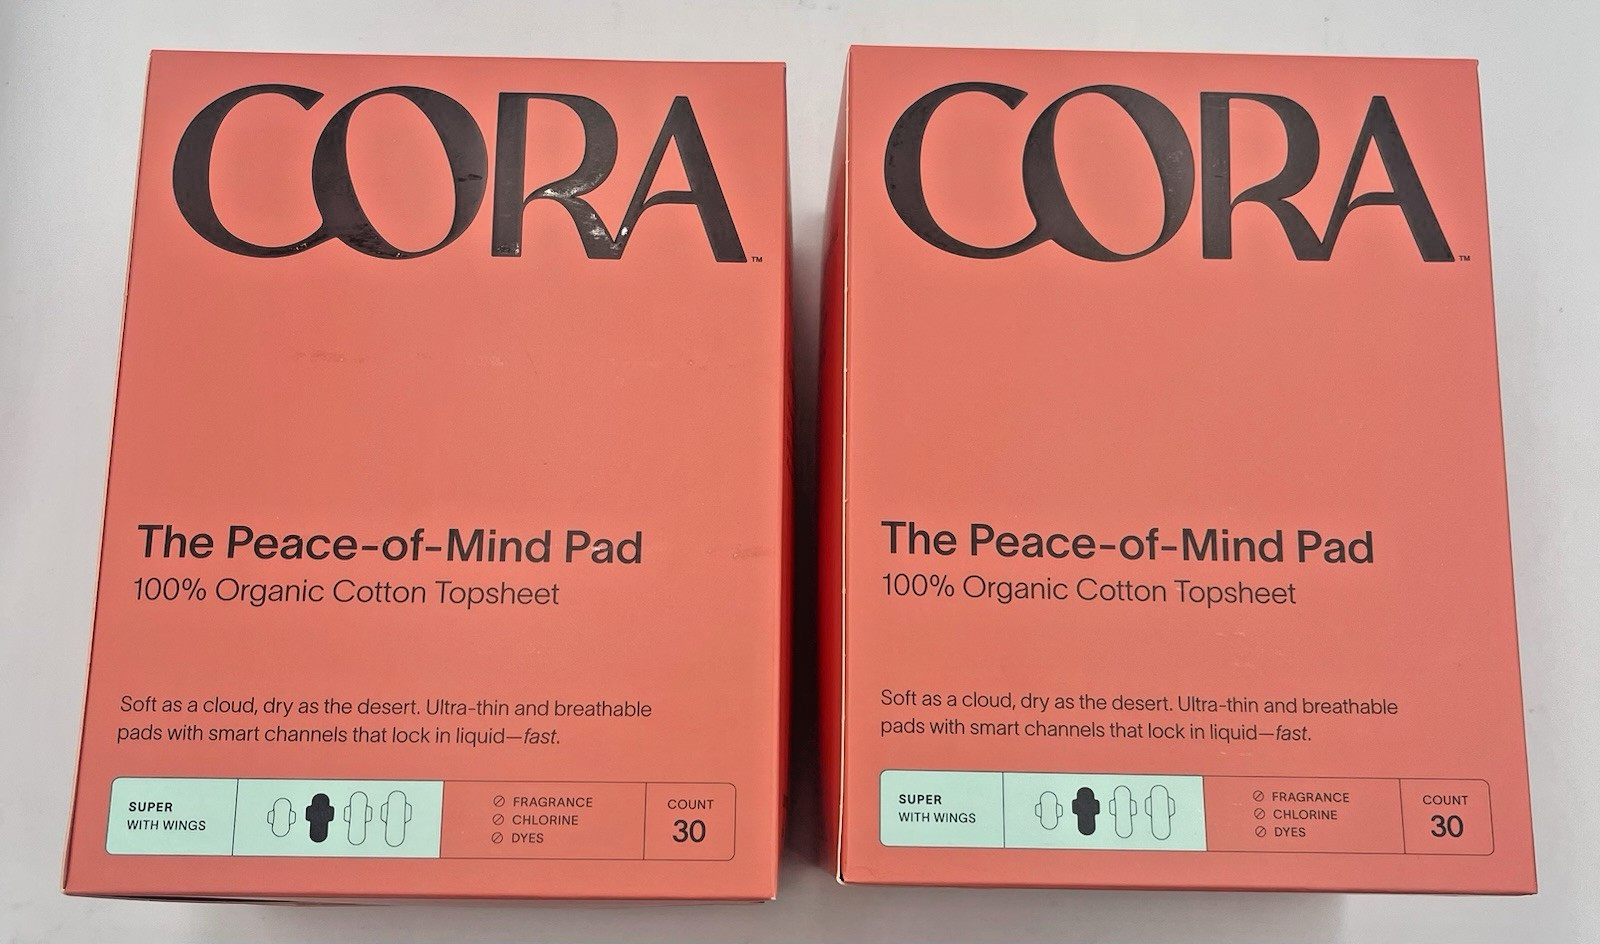 CORA™
The Peace-of-Mind Pad
100% Organic Cotton Topsheet
Soft as a cloud, dry as the desert. Ultra-thin and breathable
pads with smart channels that lock in liquid—fast.
SUPER
WITH WINGS
FRAGRANCE
CHLORINE
DYES
COUNT
30
CORA™
The Peace-of-Mind Pad
100% Organic Cotton Topsheet
Soft as a cloud, dry as the desert. Ultra-thin and breathable
pads with smart channels that lock in liquid—fast.
SUPER
WITH WINGS
FRAGRANCE
CHLORINE
DYES
COUNT
30